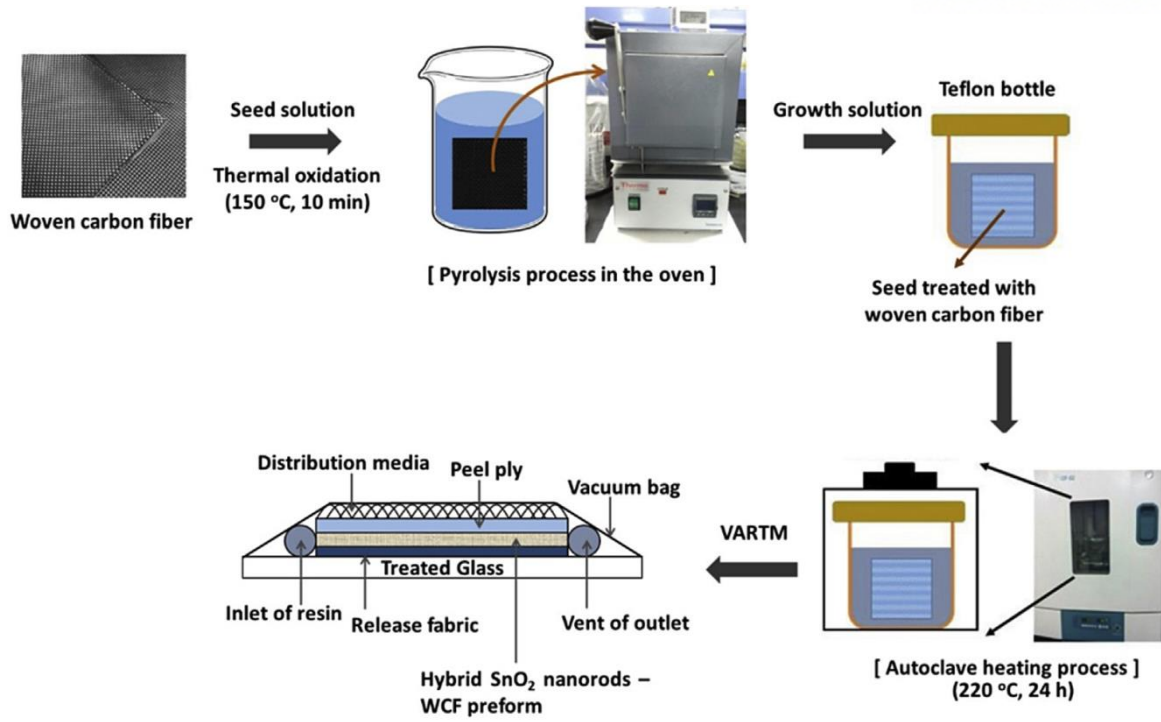 Woven carbon fiber
Seed solution
Thermal oxidation
(150 °C, 10 min)
[ Pyrolysis process in the oven ]
Growth solution
Teflon bottle
Seed treated with
woven carbon fiber
[ Autoclave heating process ]
(220 °C, 24 h)
VARTM
Distribution media
Peel ply
Vacuum bag
Treated Glass
Inlet of resin
Release fabric
Vent of outlet
Hybrid SnO₂ nanorods –
WCF preform